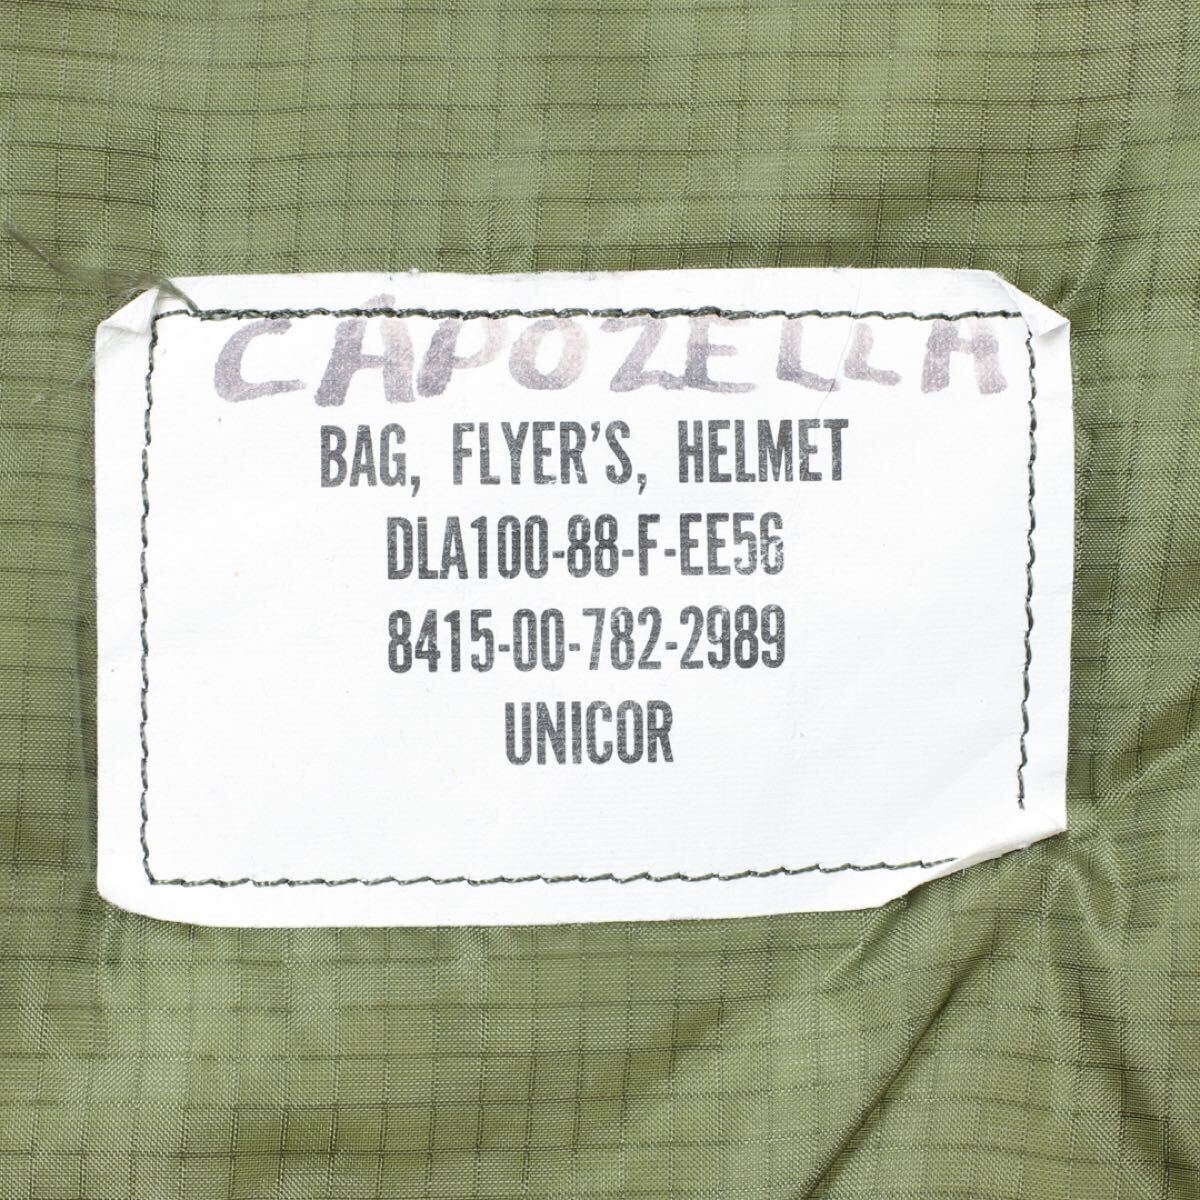 CAPOZELLA
BAG, FLYER'S, HELMET
DLA100-88-F-EE56
8415-00-782-2989
UNICOR